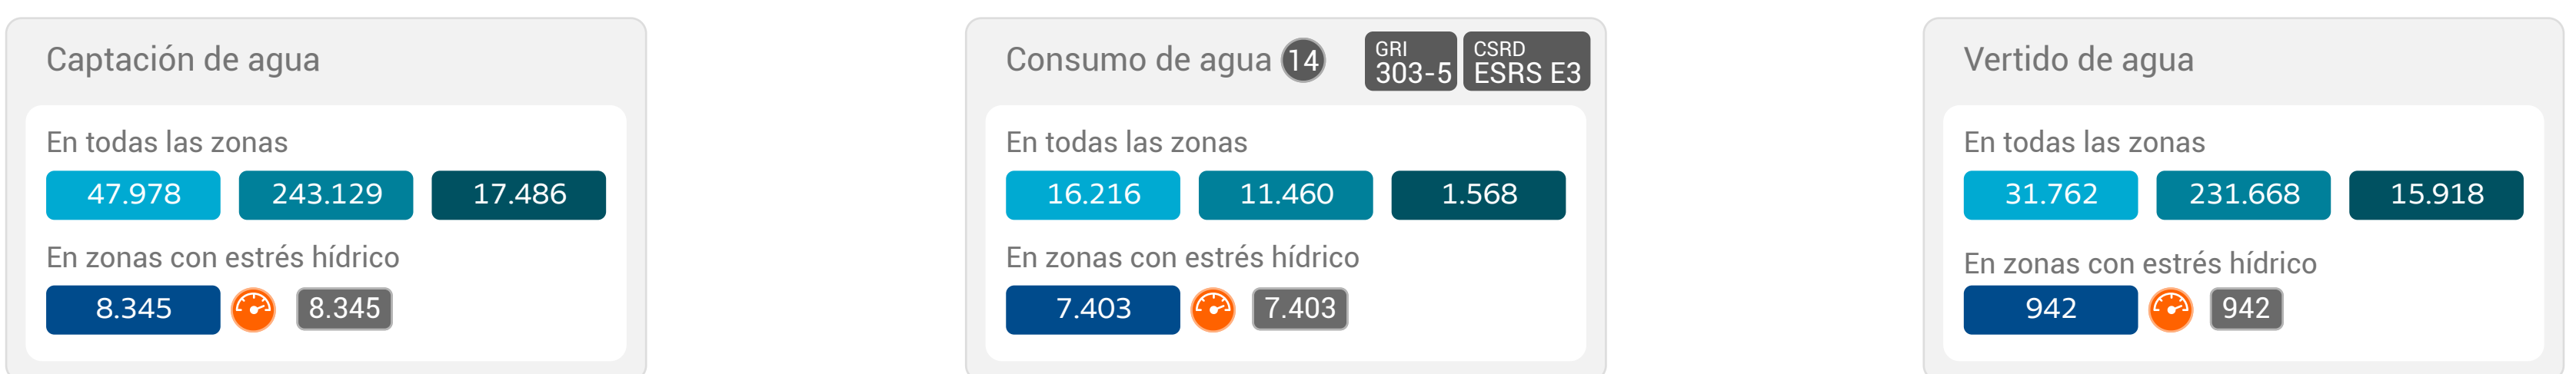 Captación de agua
En todas las zonas
47.978 243.129 17.486
En zonas con estrés hídrico
8.345 8.345
Consumo de agua 14 GRI 303-5 CSRD ESRS E3
En todas las zonas
16.216 11.460 1.568
En zonas con estrés hídrico
7.403 7.403
Vertido de agua
En todas las zonas
31.762 231.668 15.918
En zonas con estrés hídrico
942 942